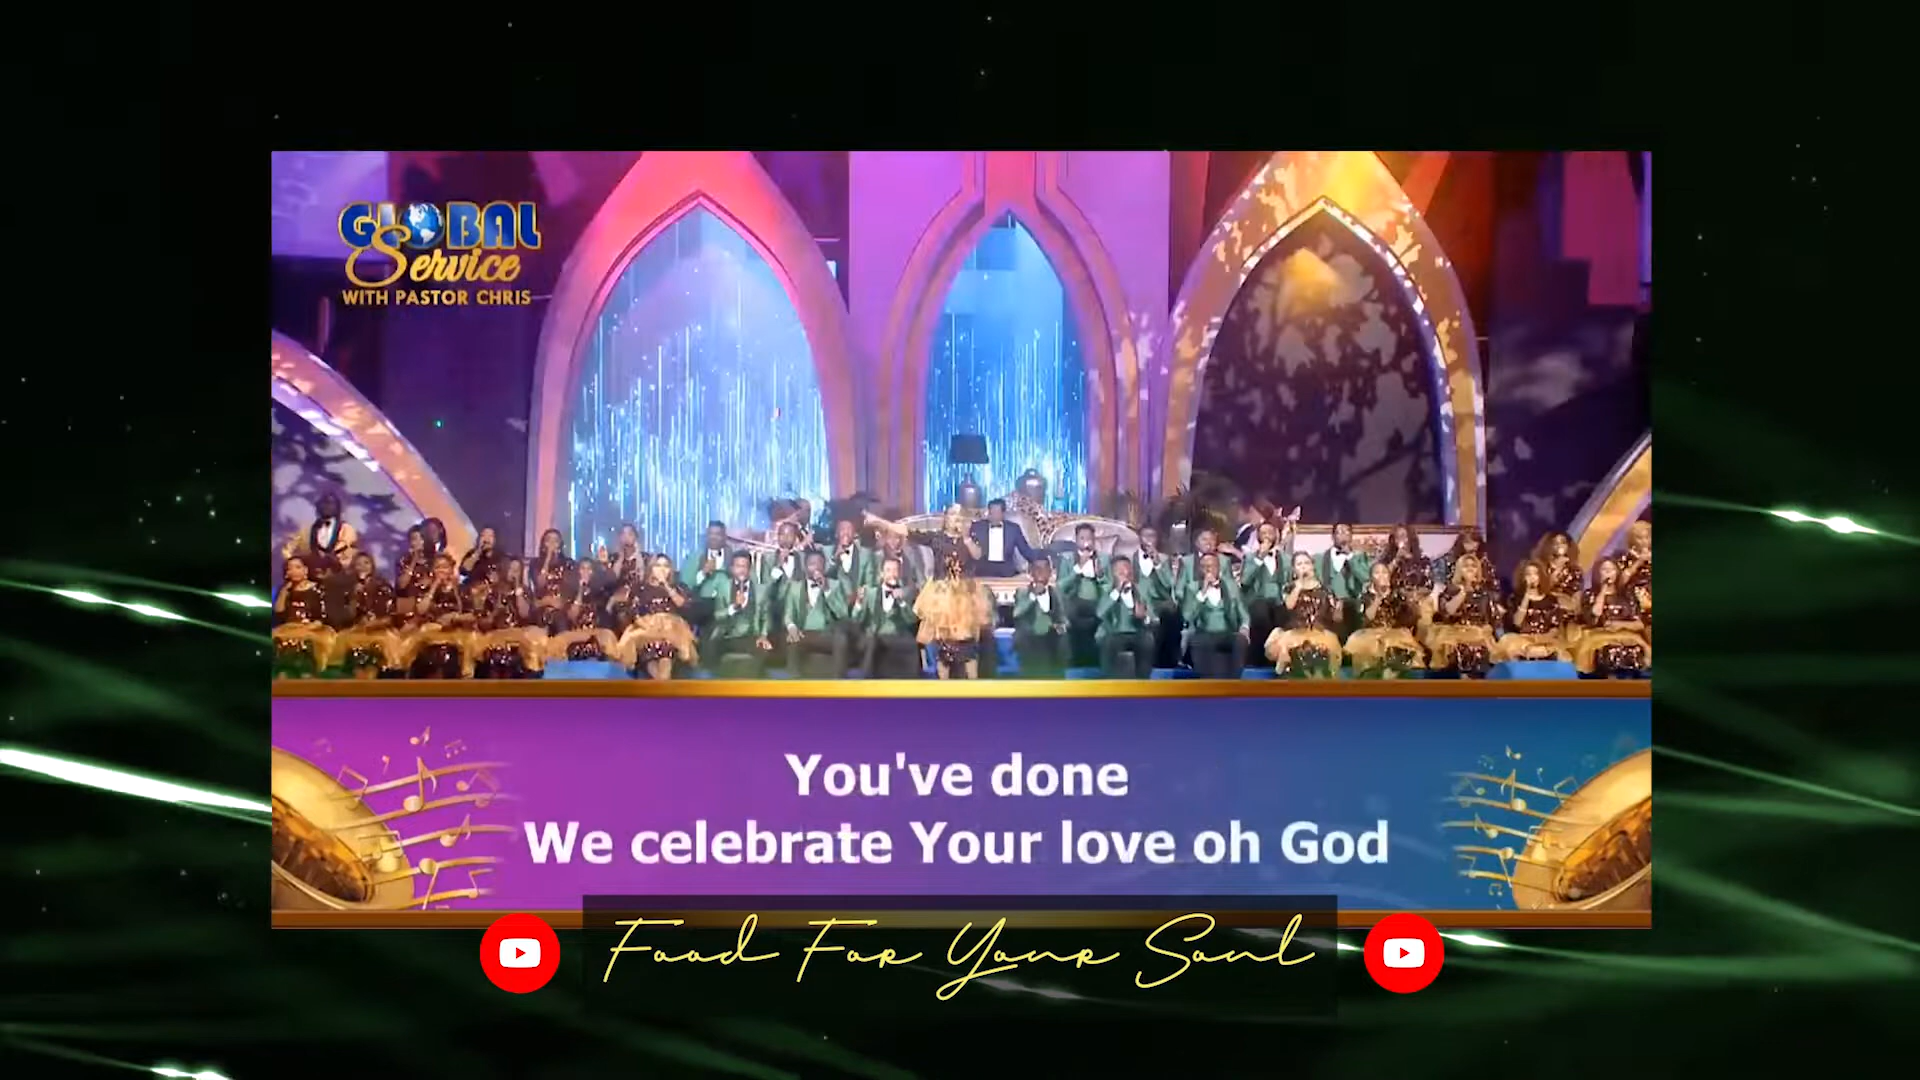 GLOBAL
Service
WITH PASTOR CHRIS
You've done
We celebrate Your love oh God
Food For Your Soul